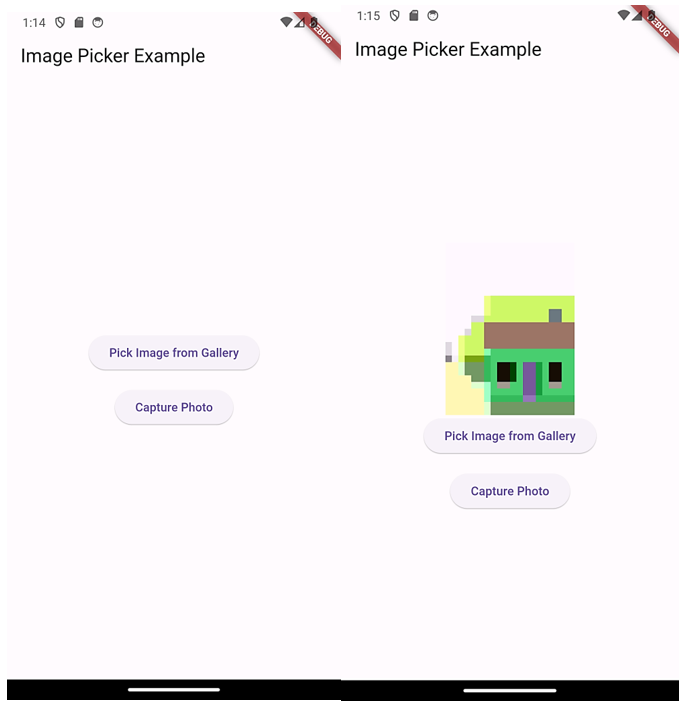 1:14
DEBUG
Image Picker Example
Pick Image from Gallery
Capture Photo
1:15
DEBUG
Image Picker Example
Pick Image from Gallery
Capture Photo